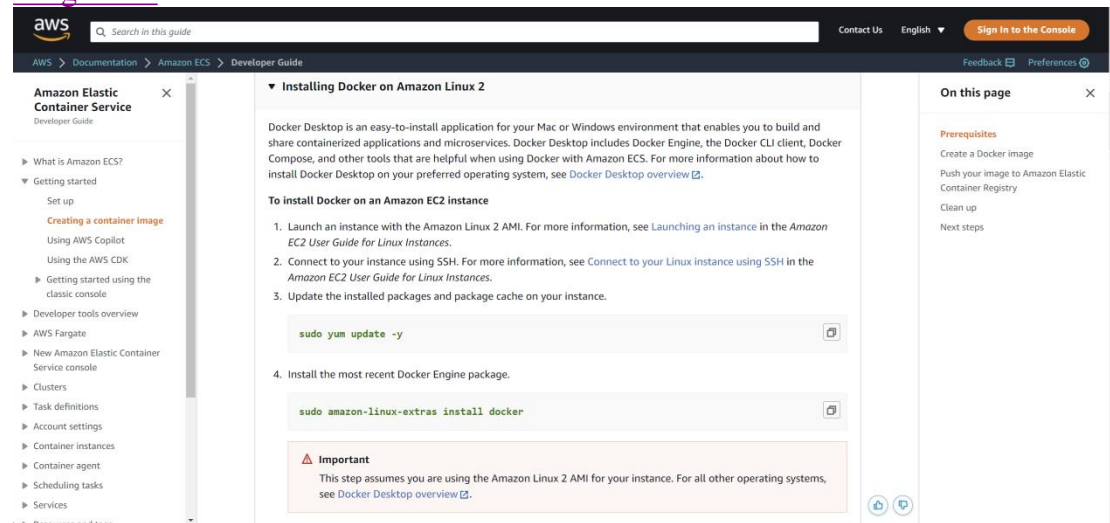 aws
Search in this guide
Contact Us
English
Sign In to the Console
AWS > Documentation > Amazon ECS > Developer Guide
Feedback
Preferences
Amazon Elastic
Container Service
Developer Guide
What is Amazon ECS?
Getting started
Set up
Creating a container image
Using AWS Copilot
Using the AWS CDK
Getting started using the
classic console
Developer tools overview
AWS Fargate
New Amazon Elastic Container
Service console
Clusters
Task definitions
Account settings
Container instances
Container agent
Scheduling tasks
Services
Installing Docker on Amazon Linux 2
Docker Desktop is an easy-to-install application for your Mac or Windows environment that enables you to build and
share containerized applications and microservices. Docker Desktop includes Docker Engine, the Docker CLI client, Docker
Compose, and other tools that are helpful when using Docker with Amazon ECS. For more information about how to
install Docker Desktop on your preferred operating system, see Docker Desktop overview.
To install Docker on an Amazon EC2 instance
1. Launch an instance with the Amazon Linux 2 AMI. For more information, see Launching an instance in the Amazon
EC2 User Guide for Linux Instances.
2. Connect to your instance using SSH. For more information, see Connect to your Linux instance using SSH in the
Amazon EC2 User Guide for Linux Instances.
3. Update the installed packages and package cache on your instance.
sudo yum update -y
4. Install the most recent Docker Engine package.
sudo amazon-linux-extras install docker
Important
This step assumes you are using the Amazon Linux 2 AMI for your instance. For all other operating systems,
see Docker Desktop overview.
On this page
Prerequisites
Create a Docker image
Push your image to Amazon Elastic
Container Registry
Clean up
Next steps